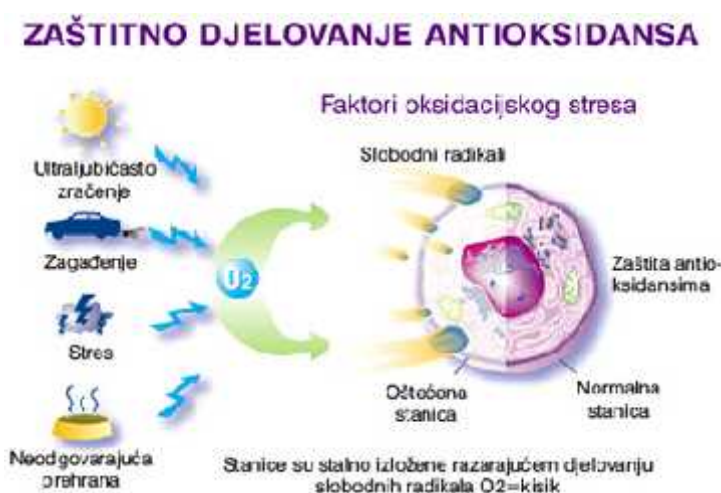 ZAŠTITNO DJELOVANJE ANTIOKSIDANSA
Faktori oksidacijskog stresa
Slobodni radikali
Ultraljubičasto
zračenje
Zagađenje
Stres
Neodgovarajuća
prehrana
O2
Zaštita antio-
ksidansima
Oštećena
stanica
Normalna
stanica
Stanice su stalno izložene razarajućem djelovanju
slobodnih radikala O2=kisik